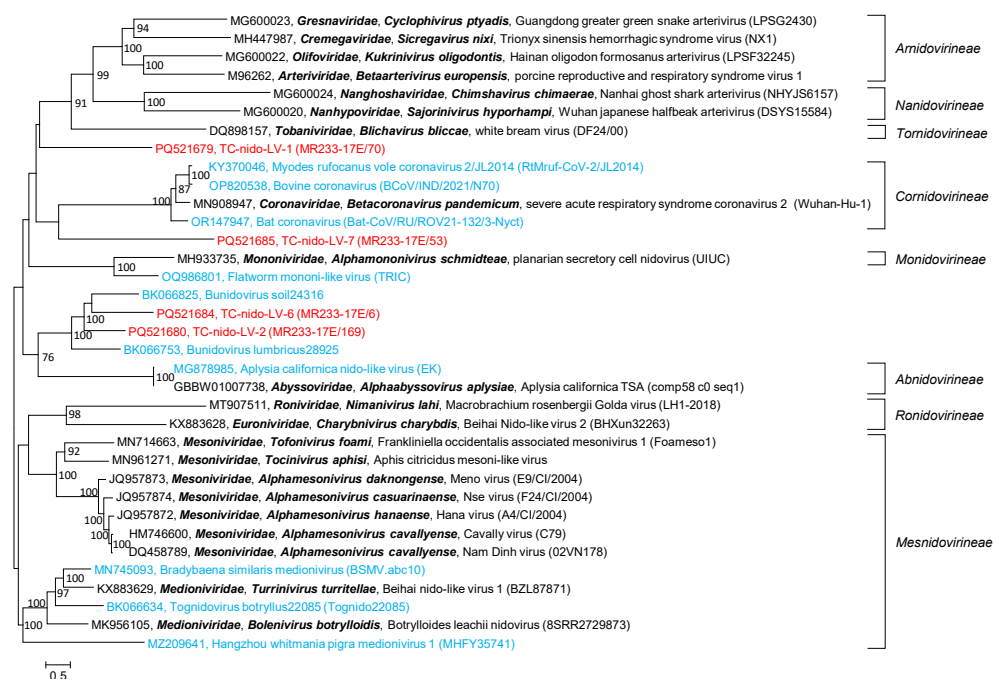 MG600023, Gresnaviridae, Cyclophivirus ptyadis, Guangdong greater green snake arterivirus (LPSG2430)
94
MH447987, Cremegaviridae, Sicregavirus nixi, Trionyx sinensis hemorrhagic syndrome virus (NX1)
Arnidovirineae
100
MG600022, Olifoviridae, Kukrinivirus oligodontis, Hainan oligodon formosanus arterivirus (LPSF32245)
100
99
M96262, Arteriviridae, Betaarterivirus europensis, porcine reproductive and respiratory syndrome virus 1
MG600024, Nanghoshaviridae, Chimshavirus chimaerae, Nanhai ghost shark arterivirus (NHYJS6157)
91
100
Nanidovirineae
MG600020, Nanhypoviridae, Sajorinivirus hyporhampi, Wuhan japanese halfbeak arterivirus (DSYS15584)
DQ898157, Tobaniviridae, Blichavirus bliccae, white bream virus (DF24/00)
Tornidovirineae
PQ521679, TC-nido-LV-1 (MR233-17E/70)
KY370046, Myodes rufocanus vole coronavirus 2/JL2014 (RtMruf-CoV-2/JL2014)
100
OP820538, Bovine coronavirus (BCoV/IND/2021/N70)
87
Cornidovirineae
100
MN908947, Coronaviridae, Betacoronavirus pandemicum, severe acute respiratory syndrome coronavirus 2 (Wuhan-Hu-1)
OR147947, Bat coronavirus (Bat-CoV/RU/ROV21-132/3-Nyct)
PQ521685, TC-nido-LV-7 (MR233-17E/53)
MH933735, Mononiviridae, Alphamononivirus schmidteae, planarian secretory cell nidovirus (UIUC)
Monidovirineae
100
OQ986801, Flatworm mononi-like virus (TRIC)
BK066825, Bunidovirus soil24316
100
PQ521684, TC-nido-LV-6 (MR233-17E/6)
100
PQ521680, TC-nido-LV-2 (MR233-17E/169)
BK066753, Bunidovirus lumbricus28925
76
MG878985, Aplysia californica nido-like virus (EK)
100
Abnidovirineae
GBBW01007738, Abyssoviridae, Alphaabyssovirus aplysiae, Aplysia californica TSA (comp58 c0 seq1)
MT907511, Roniviridae, Nimanivirus lahi, Macrobrachium rosenbergii Golda virus (LH1-2018)
98
Ronidovirineae
KX883628, Euroniviridae, Charybnivirus charybdis, Beihai Nido-like virus 2 (BHXun32263)
MN714663, Mesoniviridae, Tofonivirus foami, Frankliniella occidentalis associated mesonivirus 1 (Foameso1)
92
MN961271, Mesoniviridae, Tocinivirus aphisi, Aphis citricidus mesoni-like virus
100
JQ957873, Mesoniviridae, Alphamesonivirus daknongense, Meno virus (E9/CI/2004)
100
JQ957874, Mesoniviridae, Alphamesonivirus casuarinaense, Nse virus (F24/CI/2004)
100
JQ957872, Mesoniviridae, Alphamesonivirus hanaense, Hana virus (A4/CI/2004)
100
HM746600, Mesoniviridae, Alphamesonivirus cavallyense, Cavally virus (C79)
100
100
Mesnidovirineae
DQ458789, Mesoniviridae, Alphamesonivirus cavallyense, Nam Dinh virus (02VN178)
MN745093, Bradybaena similaris medionivirus (BSMV.abc10)
100
KX883629, Medioniviridae, Turrinivirus turritellae, Beihai nido-like virus 1 (BZL87871)
97
100
BK066634, Tognidovirus botryllus22085 (Tognido22085)
100
MK956105, Medioniviridae, Bolenivirus botrylloidis, Botrylloides leachii nidovirus (8SRR2729873)
MZ209641, Hangzhou whitmania pigra medionivirus 1 (MHFY35741)
0.5